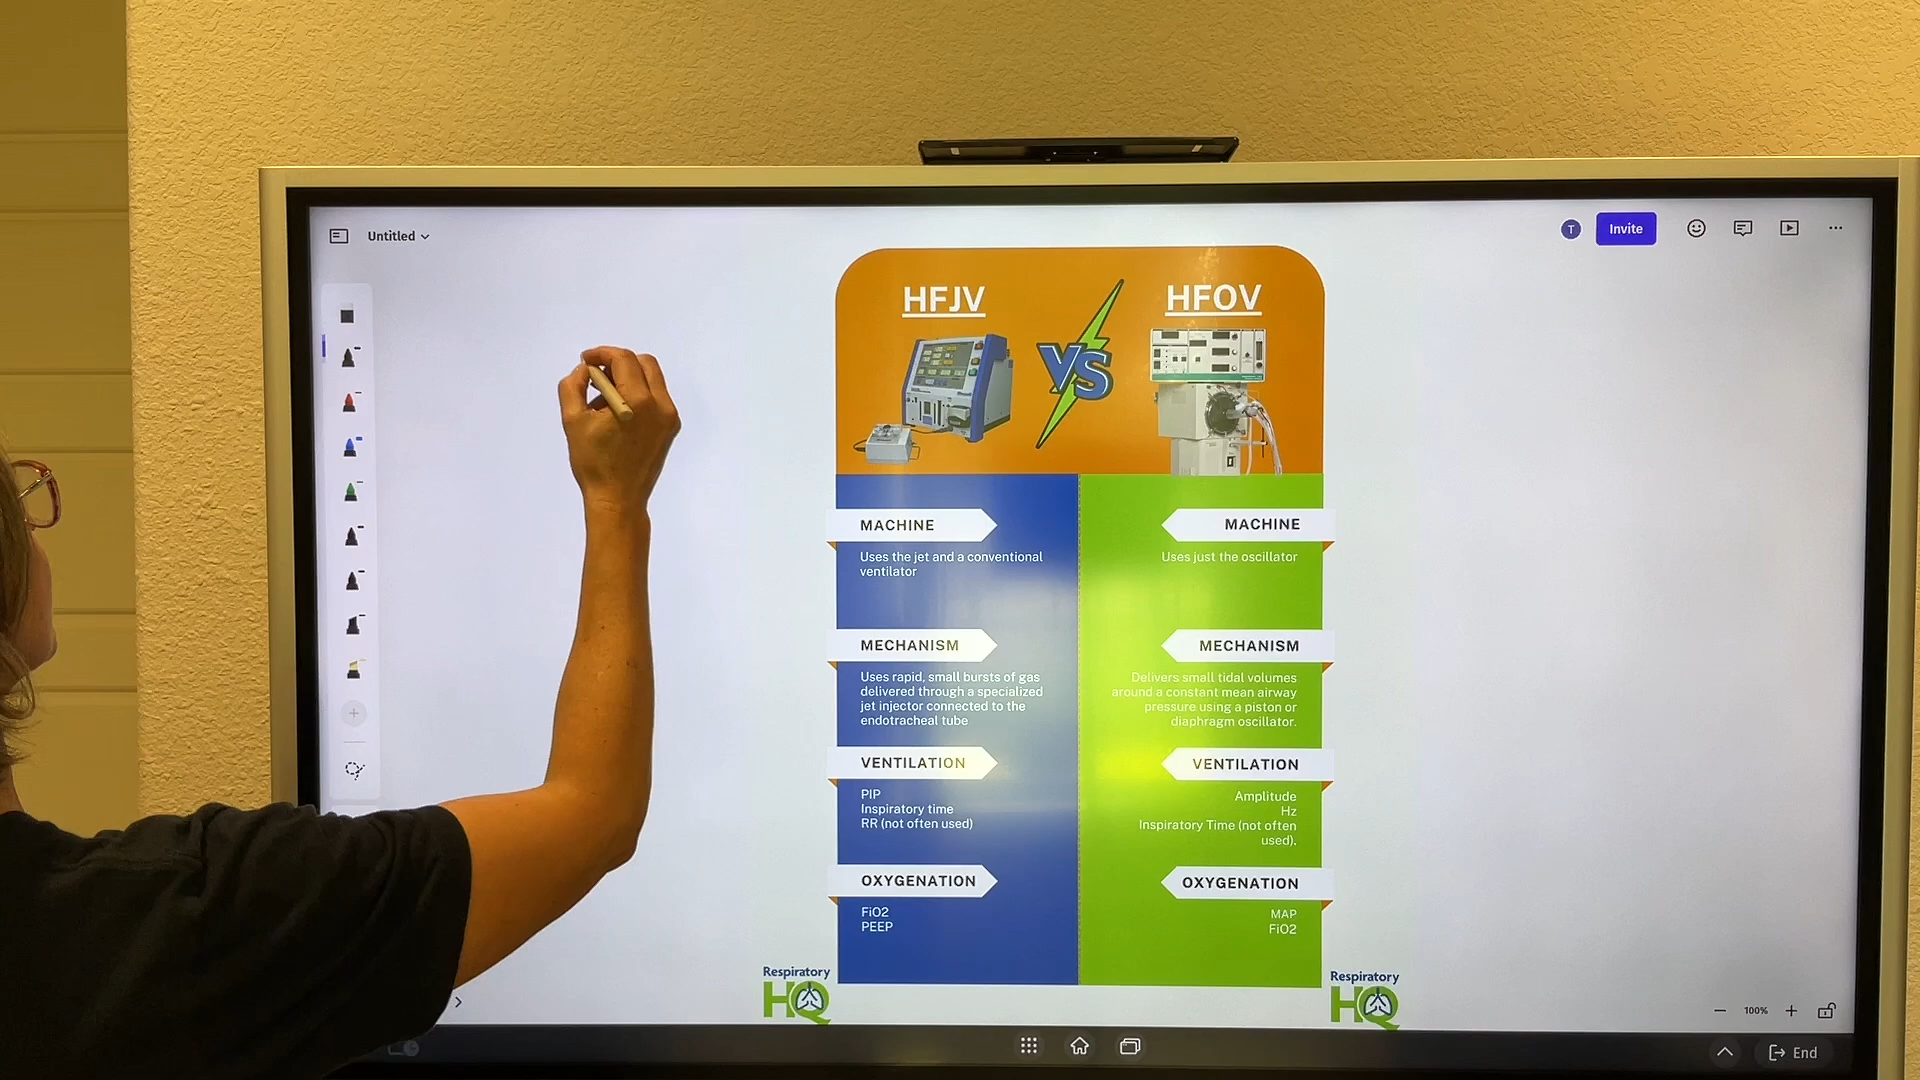 Untitled
T
Invite
HFJV
VS
HFOV
MACHINE
Uses the jet and a conventional
ventilator
MECHANISM
Uses rapid, small bursts of gas
delivered through a specialized
jet injector connected to the
endotracheal tube
VENTILATION
PIP
Inspiratory time
RR (not often used)
OXYGENATION
FiO2
PEEP
MACHINE
Uses just the oscillator
MECHANISM
Delivers small tidal volumes
around a constant mean airway
pressure using a piston or
diaphragm oscillator.
VENTILATION
Amplitude
Hz
Inspiratory Time (not often
used).
OXYGENATION
MAP
FiO2
Respiratory
HQ
Respiratory
HQ
100%
End